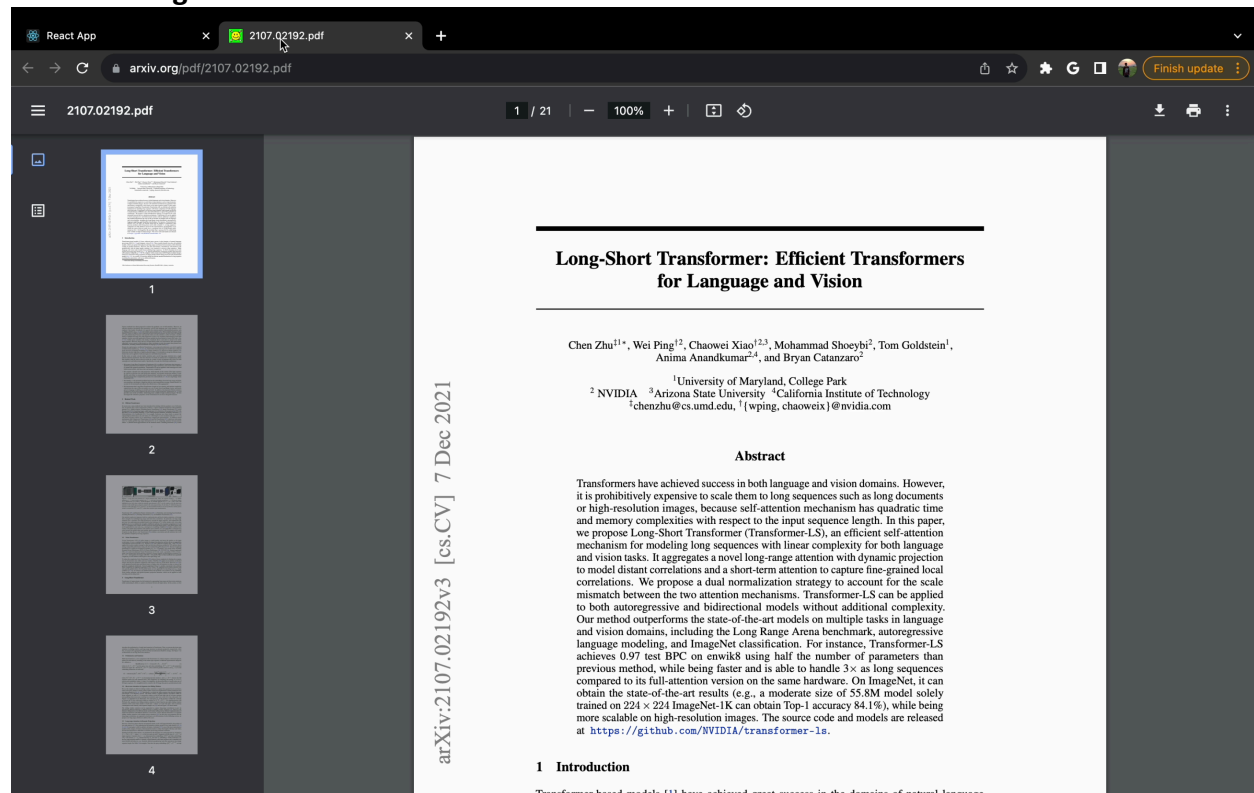 React App
2107.02192.pdf
arxiv.org/pdf/2107.02192.pdf
Finish update
2107.02192.pdf
1 / 21
100%
1
2
3
4
arXiv:2107.02192v3 [cs.CV] 7 Dec 2021
Long-Short Transformer: Efficient Transformers
for Language and Vision
Chen Zhu‡1*, Wei Ping†2, Chaowei Xiao†2,3, Mohammad Shoeybi2, Tom Goldstein1,
Anima Anandkumar2,4, and Bryan Catanzaro2
1University of Maryland, College Park
2 NVIDIA 3Arizona State University 4California Institute of Technology
‡chenzhu@cs.umd.edu, †{wping, chaoweix}@nvidia.com
Abstract
Transformers have achieved success in both language and vision domains. However,
it is prohibitively expensive to scale them to long sequences such as long documents
or high-resolution images, because self-attention mechanism has quadratic time
and memory complexities with respect to the input sequence length. In this paper,
we propose Long-Short Transformer (Transformer-LS), an efficient self-attention
mechanism for modeling long sequences with linear complexity for both language
and vision tasks. It aggregates a novel long-range attention with dynamic projection
to model distant correlations and a short-term attention to capture fine-grained local
correlations. We propose a dual normalization strategy to account for the scale
mismatch between the two attention mechanisms. Transformer-LS can be applied
to both autoregressive and bidirectional models without additional complexity.
Our method outperforms the state-of-the-art models on multiple tasks in language
and vision domains, including the Long Range Arena benchmark, autoregressive
language modeling, and ImageNet classification. For instance, Transformer-LS
achieves 0.97 test BPC on enwik8 using half the number of parameters than
previous method, while being faster and is able to handle 3× as long sequences
compared to its full-attention version on the same hardware. On ImageNet, it can
obtain the state-of-the-art results (e.g., a moderate size of 55.8M model solely
trained on 224 × 224 ImageNet-1K can obtain Top-1 accuracy 84.1%), while being
more scalable on high-resolution images. The source code and models are released
at https://github.com/NVIDIA/transformer-ls.
1 Introduction
Transformer-based models [1] have achieved great success in the domains of natural language